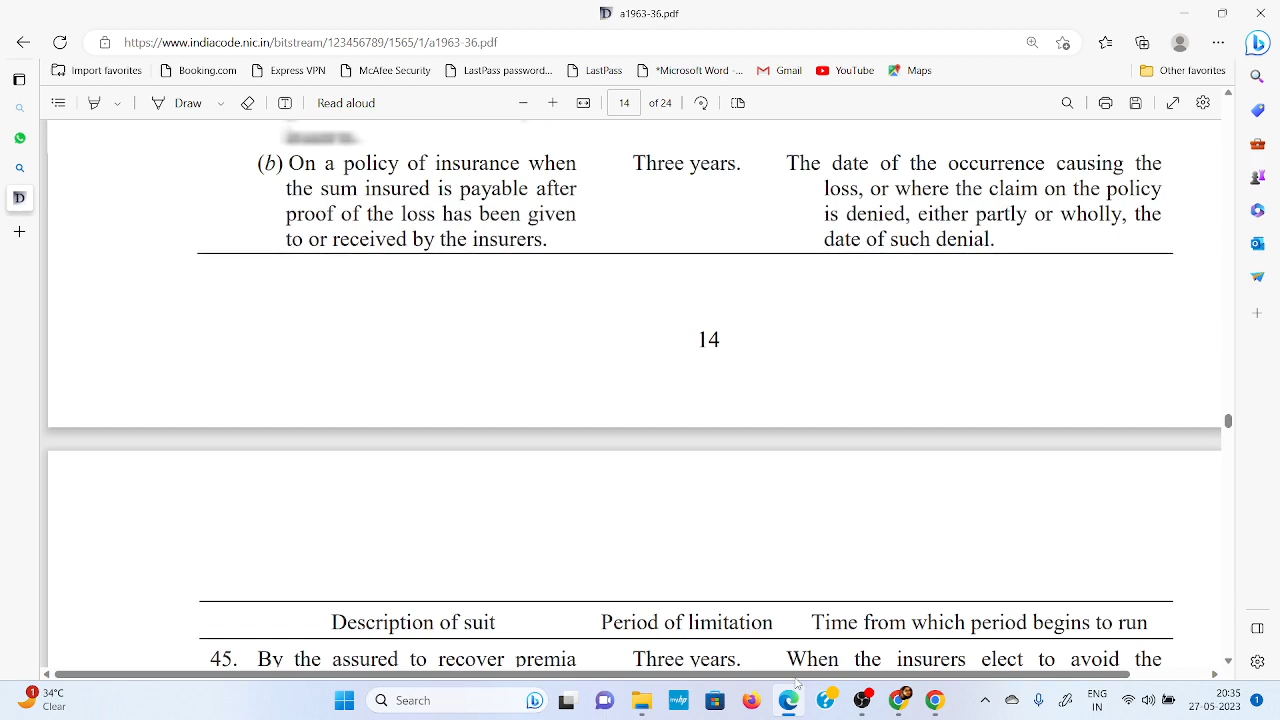 a1963-36.pdf
https://www.indiacode.nic.in/bitstream/123456789/1565/1/a1963-36.pdf
Import favorites Booking.com Express VPN McAfee Security LastPass password... LastPass *Microsoft Word -... Gmail YouTube Maps Other favorites
Draw Read aloud 14 of 24
(b) On a policy of insurance when Three years. The date of the occurrence causing the
the sum insured is payable after loss, or where the claim on the policy
proof of the loss has been given is denied, either partly or wholly, the
to or received by the insurers. date of such denial.
14
Description of suit Period of limitation Time from which period begins to run
45. By the assured to recover premia Three years. When the insurers elect to avoid the
34°C
Clear
Search
ENG
IN
20:35
27-05-2023